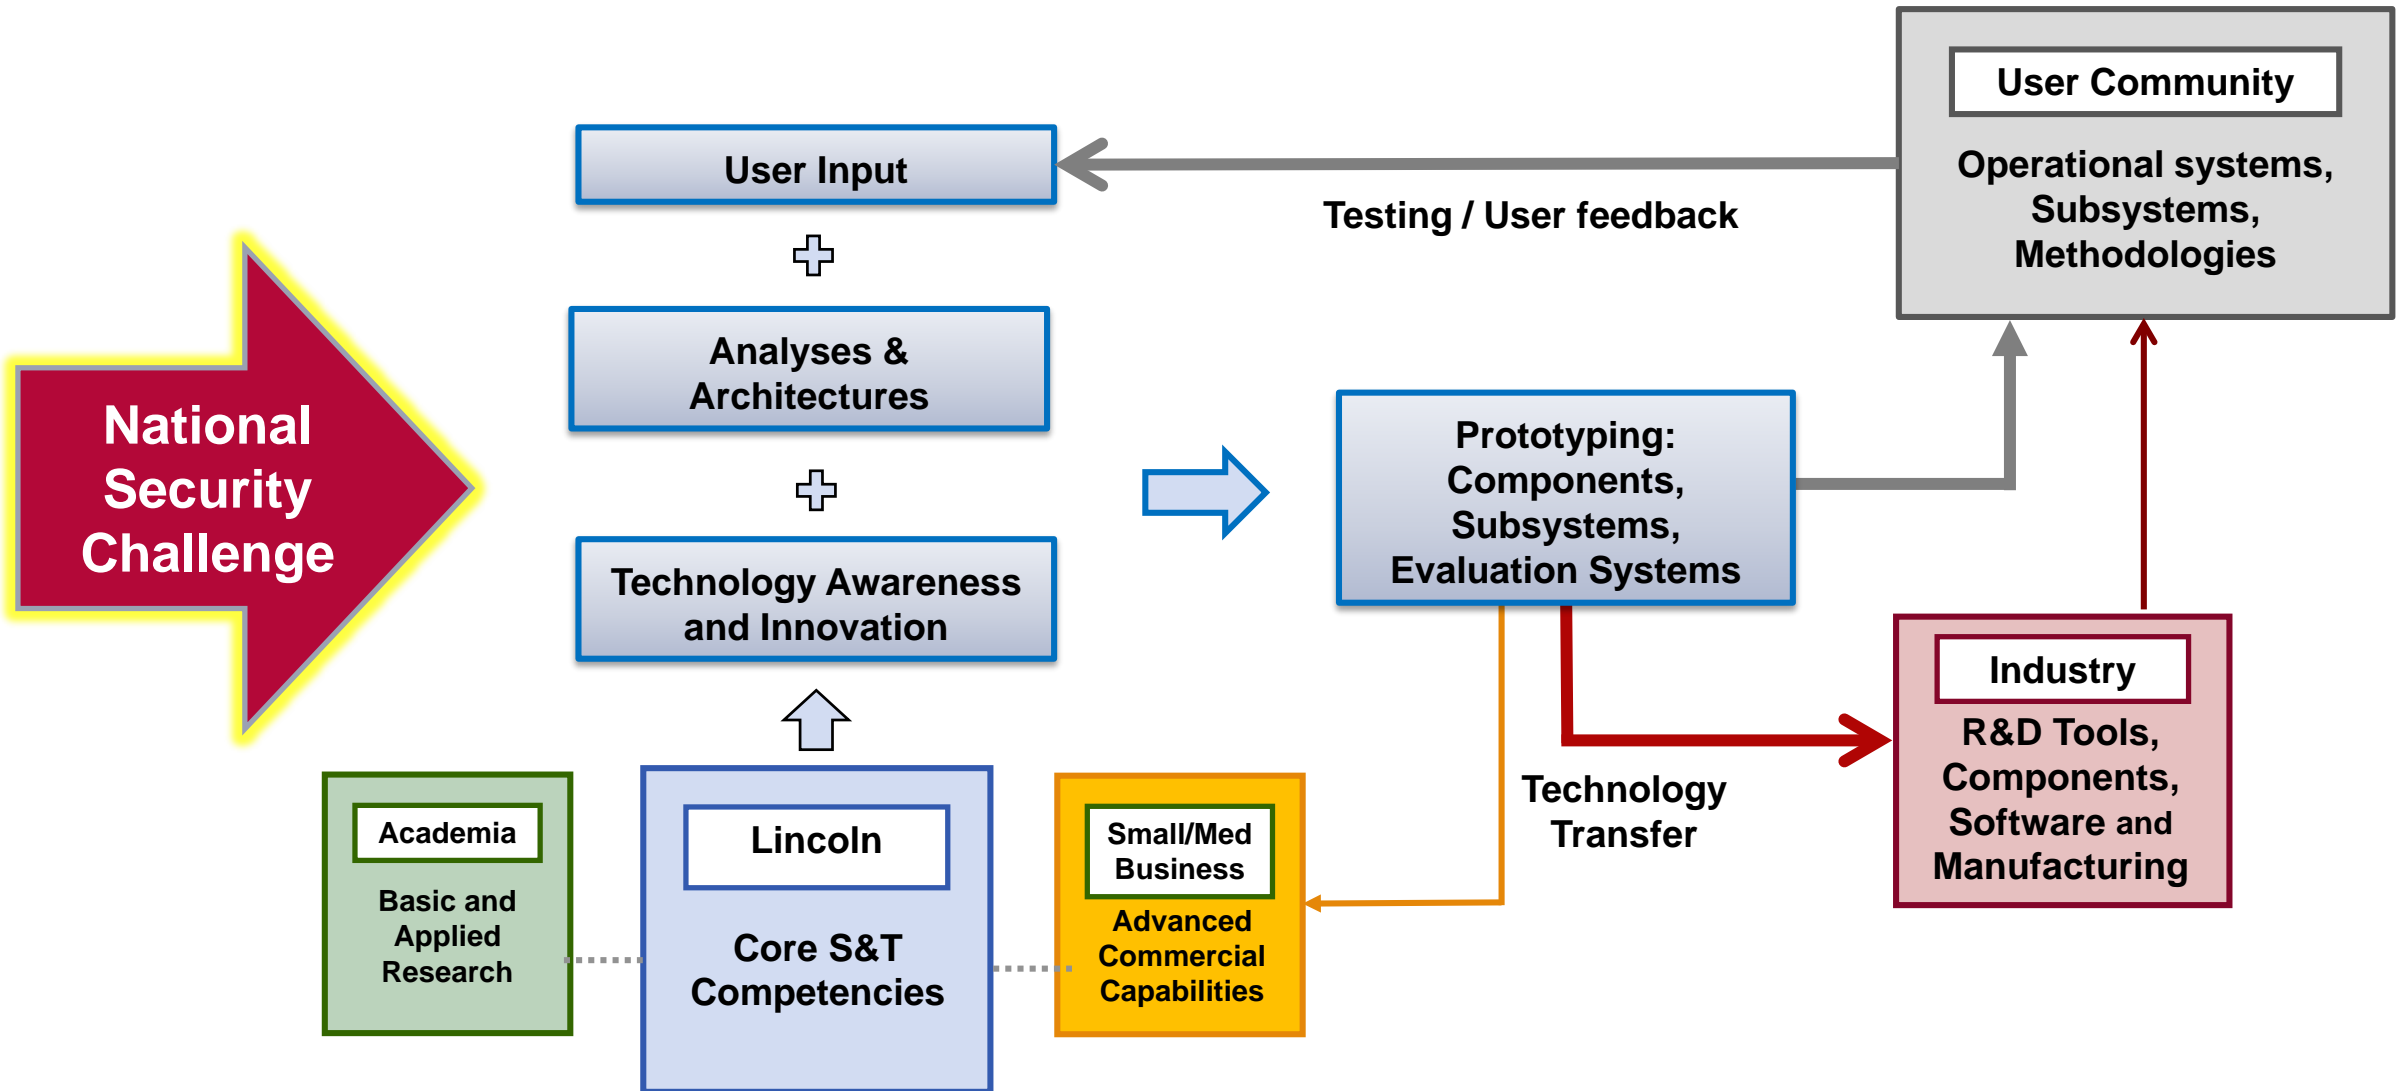 National
Security
Challenge
User Input
Analyses &
Architectures
Technology Awareness
and Innovation
Academia
Basic and
Applied
Research
Lincoln
Core S&T
Competencies
Small/Med
Business
Advanced
Commercial
Capabilities
Testing / User feedback
Prototyping:
Components,
Subsystems,
Evaluation Systems
Technology
Transfer
User Community
Operational systems,
Subsystems,
Methodologies
Industry
R&D Tools,
Components,
Software and
Manufacturing